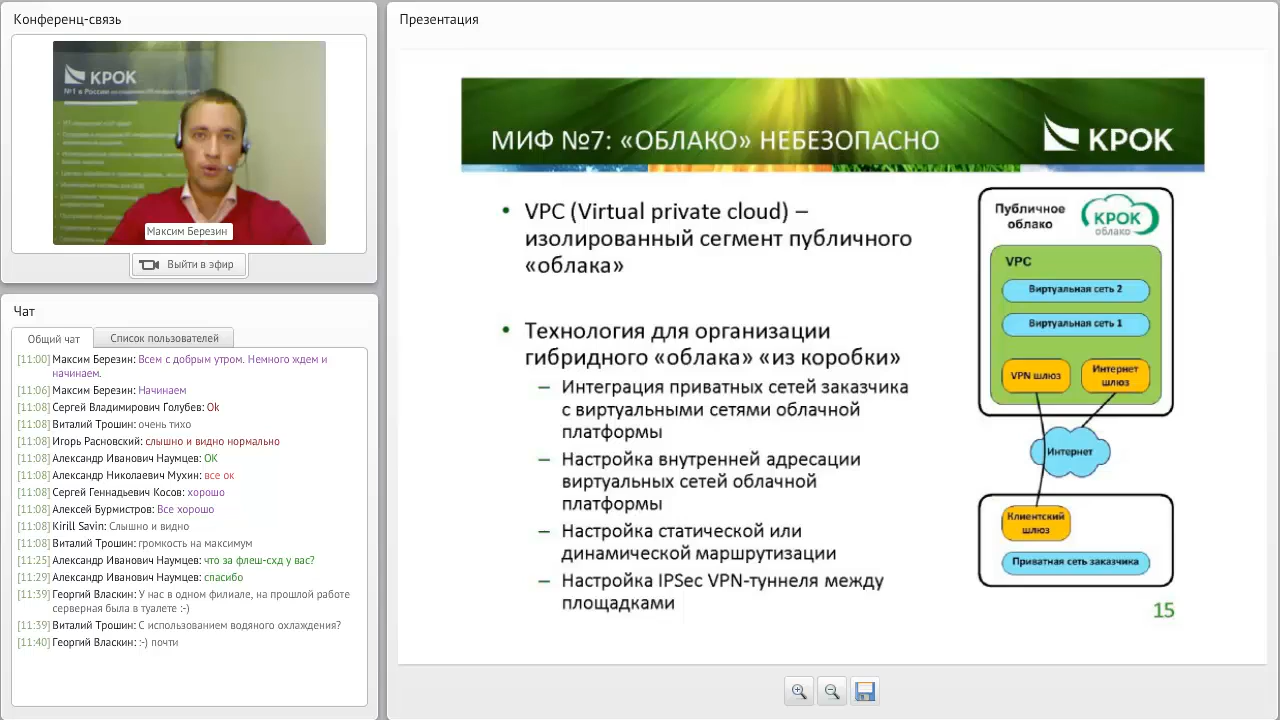 Конференц-связь
КРОК
№1 в России
Максим Березин
Выйти в эфир
Чат
Общий чат
Список пользователей
[11:00] Максим Березин: Всем с добрым утром. Немного ждем и
начинаем.
[11:06] Максим Березин: Начинаем
[11:08] Сергей Владимирович Голубев: Ok
[11:08] Виталий Трошин: очень тихо
[11:08] Игорь Расновский: слышно и видно нормально
[11:08] Александр Иванович Наумцев: ОК
[11:08] Александр Николаевич Мухин: все ок
[11:08] Сергей Геннадьевич Косов: хорошо
[11:08] Алексей Бурмистров: Все хорошо
[11:08] Kirill Savin: Слышно и видно
[11:08] Виталий Трошин: громкость на максимум
[11:25] Александр Иванович Наумцев: что за флеш-схд у вас?
[11:29] Александр Иванович Наумцев: спасибо
[11:39] Георгий Власкин: У нас в одном филиале, на прошлой работе
серверная была в туалете :-)
[11:39] Виталий Трошин: С использованием водяного охлаждения?
[11:40] Георгий Власкин: :-) почти
Презентация
МИФ №7: «ОБЛАКО» НЕБЕЗОПАСНО
КРОК
• VPC (Virtual private cloud) –
изолированный сегмент публичного
«облака»
• Технология для организации
гибридного «облака» «из коробки»
– Интеграция приватных сетей заказчика
с виртуальными сетями облачной
платформы
– Настройка внутренней адресации
виртуальных сетей облачной
платформы
– Настройка статической или
динамической маршрутизации
– Настройка IPSec VPN-туннеля между
площадками
Публичное
облако
КРОК
облако
VPC
Виртуальная сеть 2
Виртуальная сеть 1
VPN шлюз
Интернет
шлюз
Интернет
Клиентский
шлюз
Приватная сеть заказчика
15